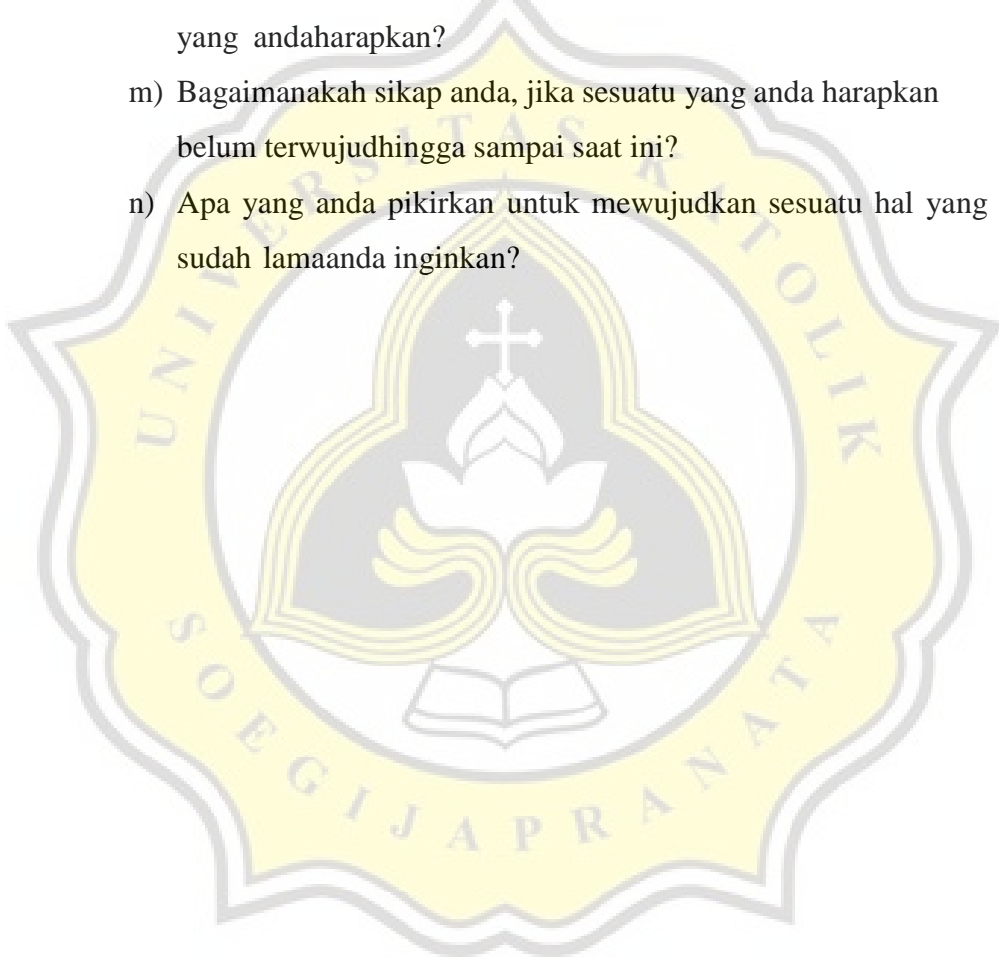 yang andaharapkan?
m) Bagaimanakah sikap anda, jika sesuatu yang anda harapkan
belum terwujudhingga sampai saat ini?
n) Apa yang anda pikirkan untuk mewujudkan sesuatu hal yang
sudah lamaanda inginkan?
UNIVERSITAS KATOLIK
SOEGIJAPRANATA